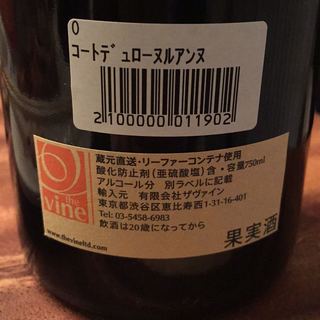 0
コートデュローヌルアンヌ
2100000011902
the
vine
www.thevineltd.com
蔵元直送・リーファーコンテナ使用
酸化防止剤(亜硫酸塩)含・容量750ml
アルコール分 別ラベルに記載
輸入元 有限会社ザヴァイン
東京都渋谷区恵比寿西1-31-16-401
Tel: 03-5458-6983
飲酒は20歳になってから
果実酒